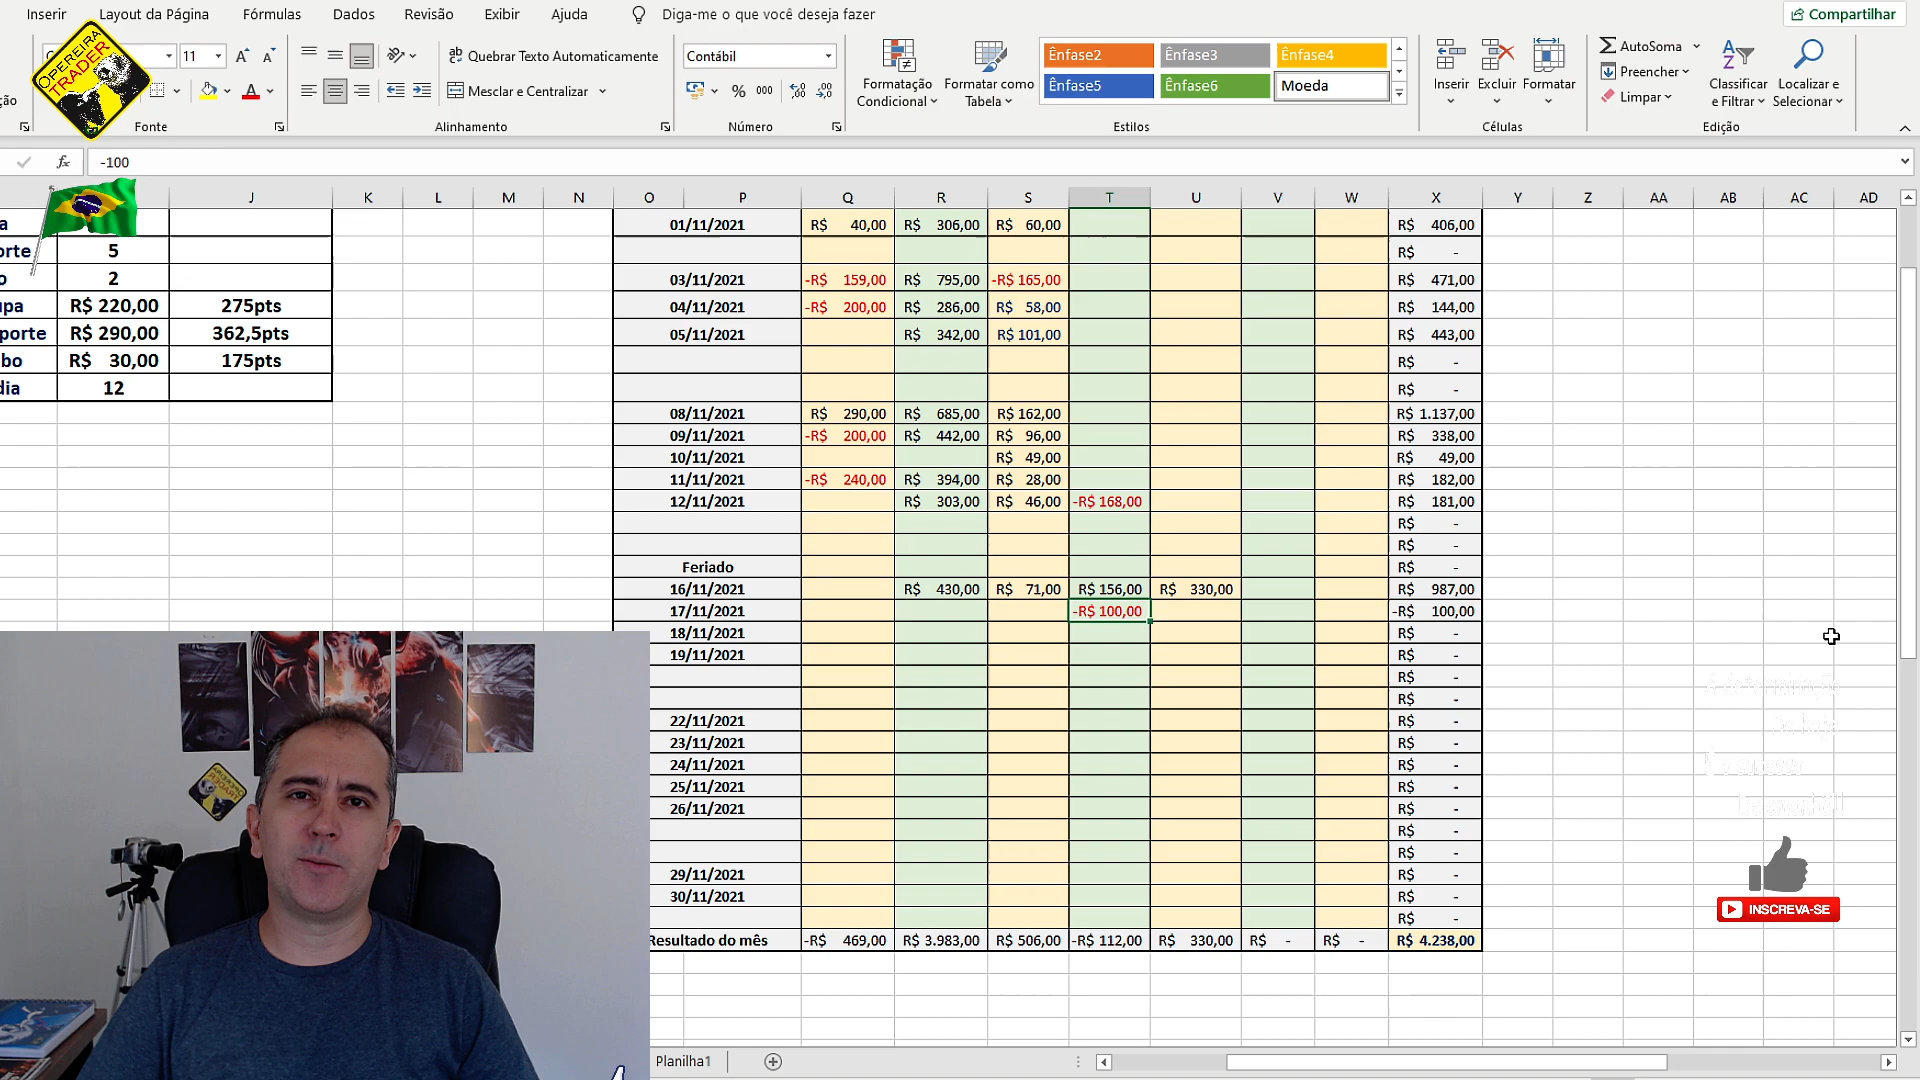 Inserir Layout da Página Fórmulas Dados Revisão Exibir Ajuda Diga-me o que você deseja fazer Compartilhar
OPEREIRA
TRADER
11 Quebrar Texto Automaticamente Contábil Ênfase2 Ênfase3 Ênfase4 AutoSoma
Mesclar e Centralizar % 000 Formatação Condicional Formatar como Tabela Ênfase5 Ênfase6 Moeda Inserir Excluir Formatar Preencher Limpar Classificar e Filtrar Localizar e Selecionar
Fonte Alinhamento Número Estilos Células Edição
fx -100
J K L M N O P Q R S T U V W X Y Z AA AB AC AD
a
orte 5
o 2
upa R$ 220,00 275pts
porte R$ 290,00 362,5pts
bo R$ 30,00 175pts
dia 12
01/11/2021 R$ 40,00 R$ 306,00 R$ 60,00 R$ 406,00
R$ -
03/11/2021 -R$ 159,00 R$ 795,00 -R$ 165,00 R$ 471,00
04/11/2021 -R$ 200,00 R$ 286,00 R$ 58,00 R$ 144,00
05/11/2021 R$ 342,00 R$ 101,00 R$ 443,00
R$ -
R$ -
08/11/2021 R$ 290,00 R$ 685,00 R$ 162,00 R$ 1.137,00
09/11/2021 -R$ 200,00 R$ 442,00 R$ 96,00 R$ 338,00
10/11/2021 R$ 49,00 R$ 49,00
11/11/2021 -R$ 240,00 R$ 394,00 R$ 28,00 R$ 182,00
12/11/2021 R$ 303,00 R$ 46,00 -R$ 168,00 R$ 181,00
R$ -
R$ -
Feriado R$ -
16/11/2021 R$ 430,00 R$ 71,00 R$ 156,00 R$ 330,00 R$ 987,00
17/11/2021 -R$ 100,00 -R$ 100,00
18/11/2021 R$ -
19/11/2021 R$ -
R$ -
R$ -
22/11/2021 R$ -
23/11/2021 R$ -
24/11/2021 R$ -
25/11/2021 R$ -
26/11/2021 R$ -
R$ -
R$ -
29/11/2021 R$ -
30/11/2021 R$ -
R$ -
Resultado do mês -R$ 469,00 R$ 3.983,00 R$ 506,00 -R$ 112,00 R$ 330,00 R$ - R$ - R$ 4.238,00
INSCREVA-SE
Planilha1